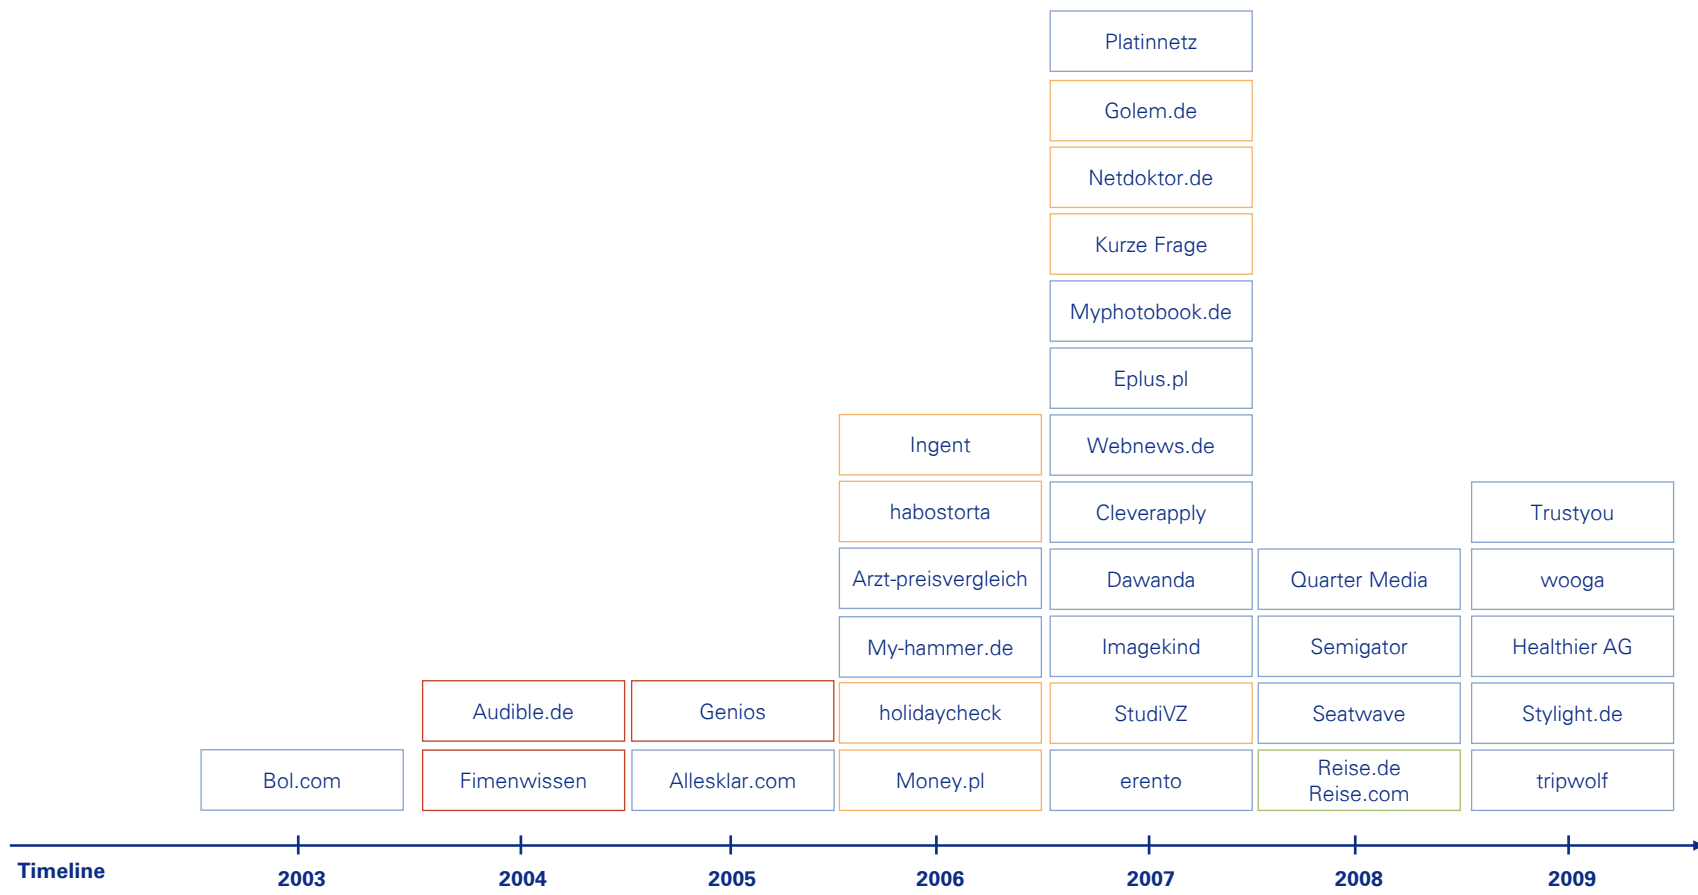 Platinnetz
Golem.de
Netdoktor.de
Kurze Frage
Myphotobook.de
Eplus.pl
Ingent
Webnews.de
habostorta
Cleverapply
Trustyou
Arzt-preisvergleich
Dawanda
Quarter Media
wooga
My-hammer.de
Imagekind
Semigator
Healthier AG
Audible.de
Genios
holidaycheck
StudiVZ
Seatwave
Stylight.de
Bol.com
Fimenwissen
Allesklar.com
Money.pl
erento
Reise.de
Reise.com
tripwolf
Timeline
2003
2004
2005
2006
2007
2008
2009